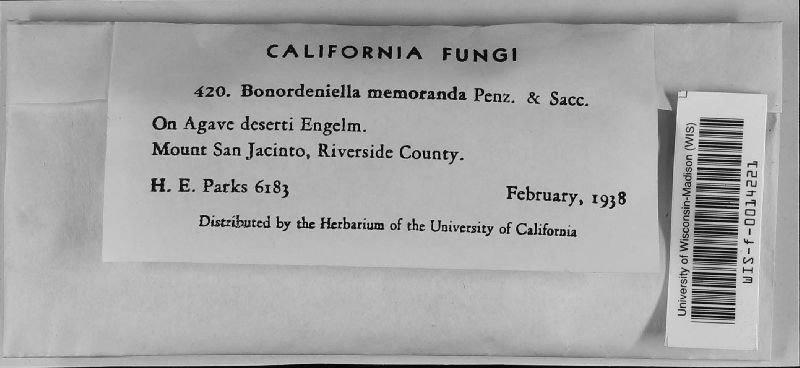 CALIFORNIA FUNGI
420. Bonordeniella memoranda Penz. & Sacc.
On Agave deserti Engelm.
Mount San Jacinto, Riverside County.
H. E. Parks 6183 February, 1938
Distributed by the Herbarium of the University of California
University of Wisconsin-Madison (WIS)
WIS-f-0014221